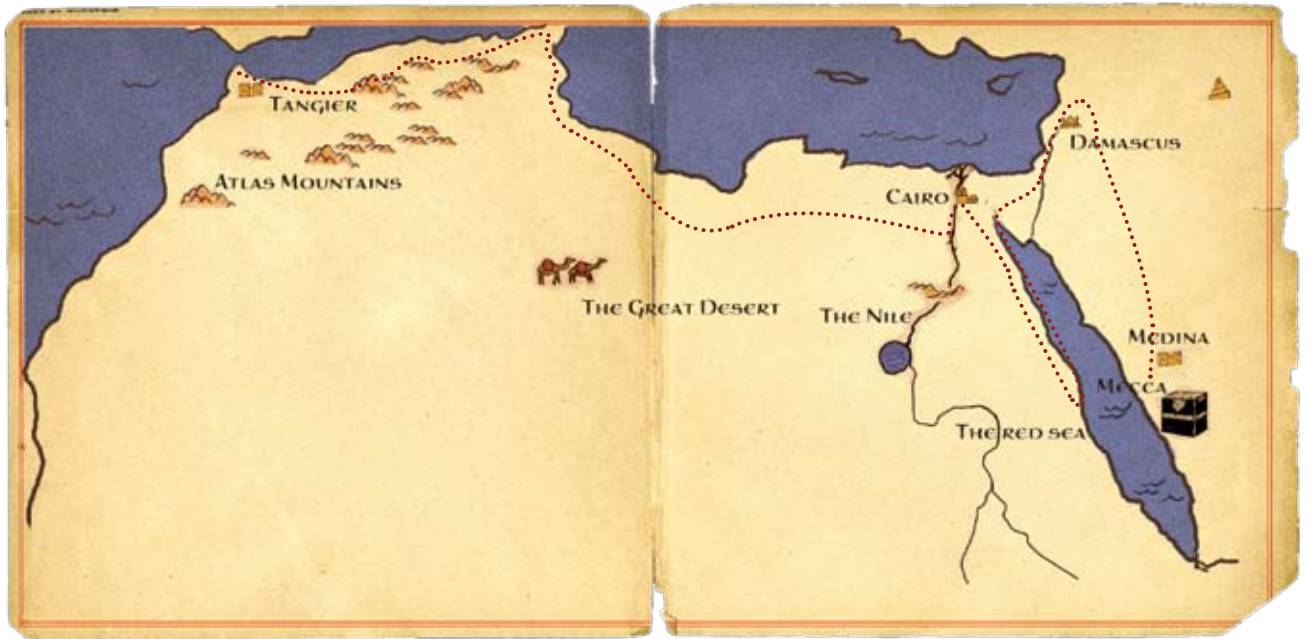 Tangier
Atlas Mountains
Damascus
Cairo
The Great Desert
The Nile
Medina
Mecca
The Red Sea